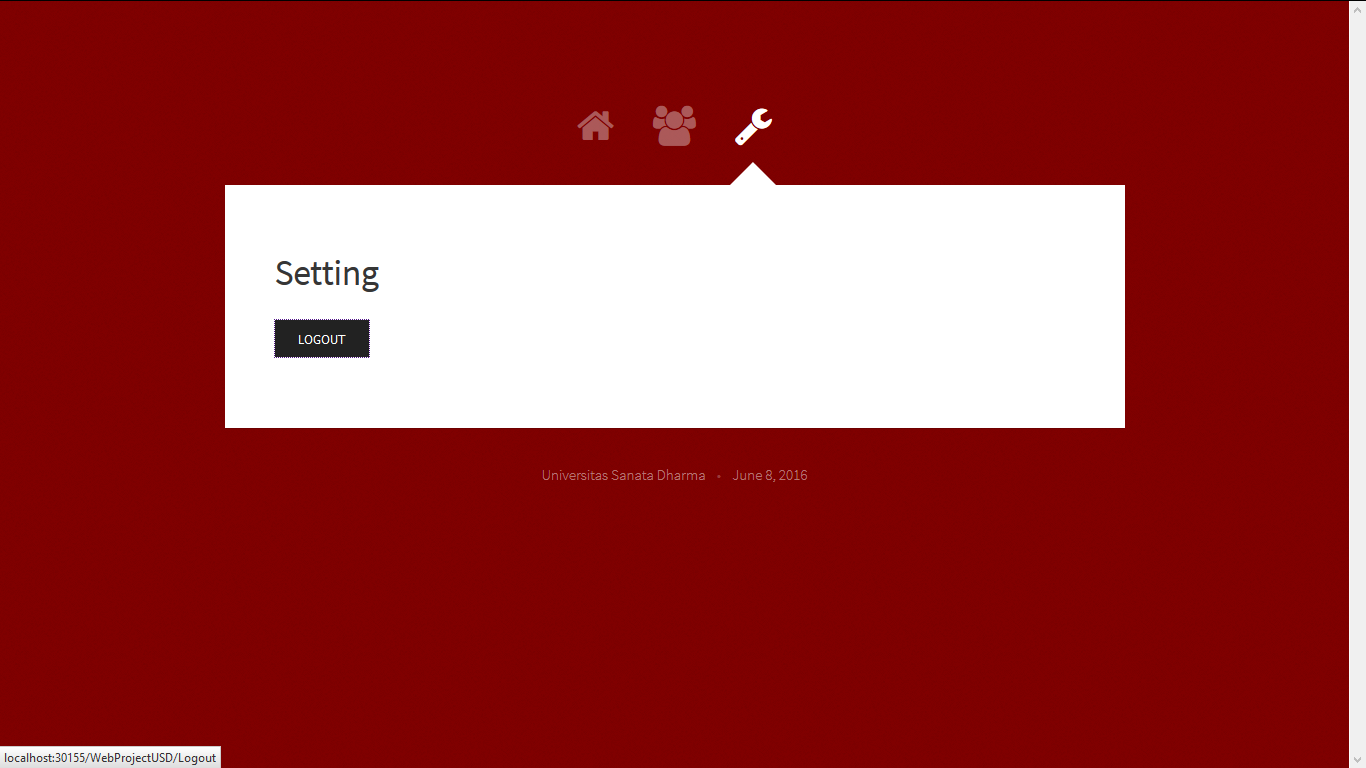 Setting
LOGOUT
Universitas Sanata Dharma • June 8, 2016
localhost:30155/WebProjectUSD/Logout